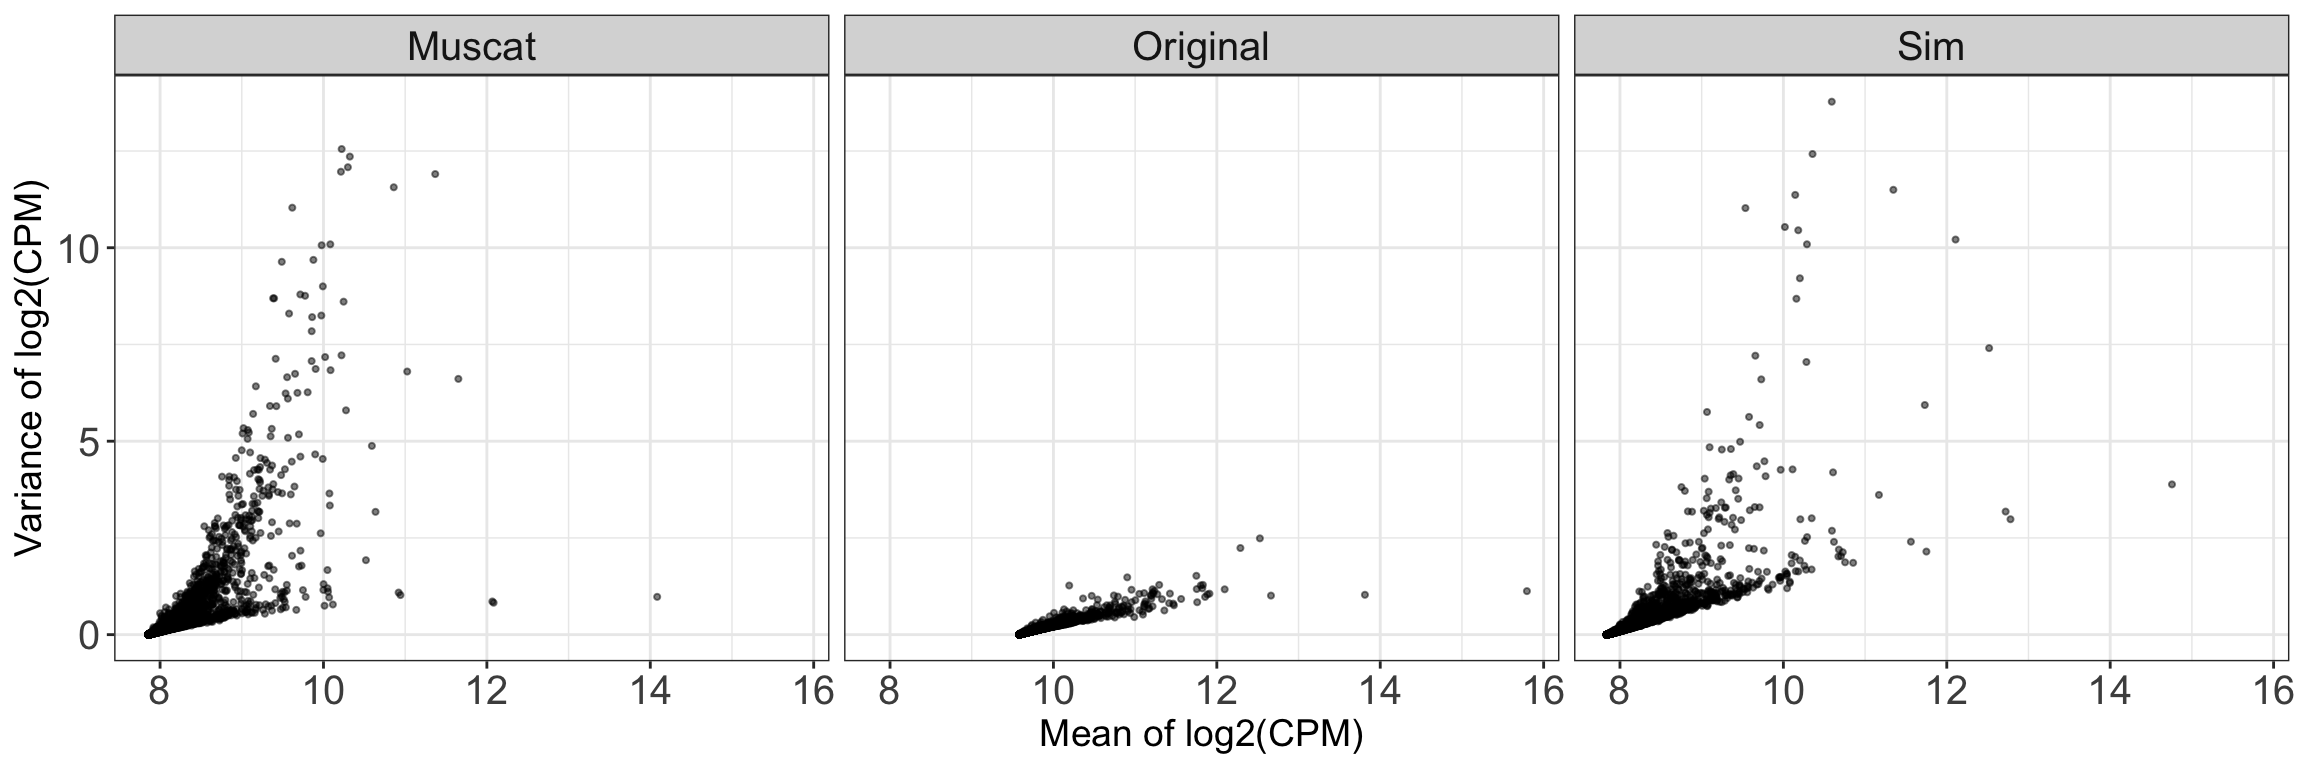 Muscat
Original
Sim
Variance of log2(CPM)
10
5
0
8 10 12 14 16
8 10 12 14 16
8 10 12 14 16
Mean of log2(CPM)